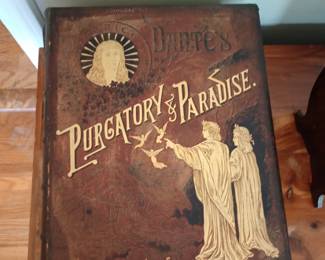 DANTE'S
PURGATORY & PARADISE.